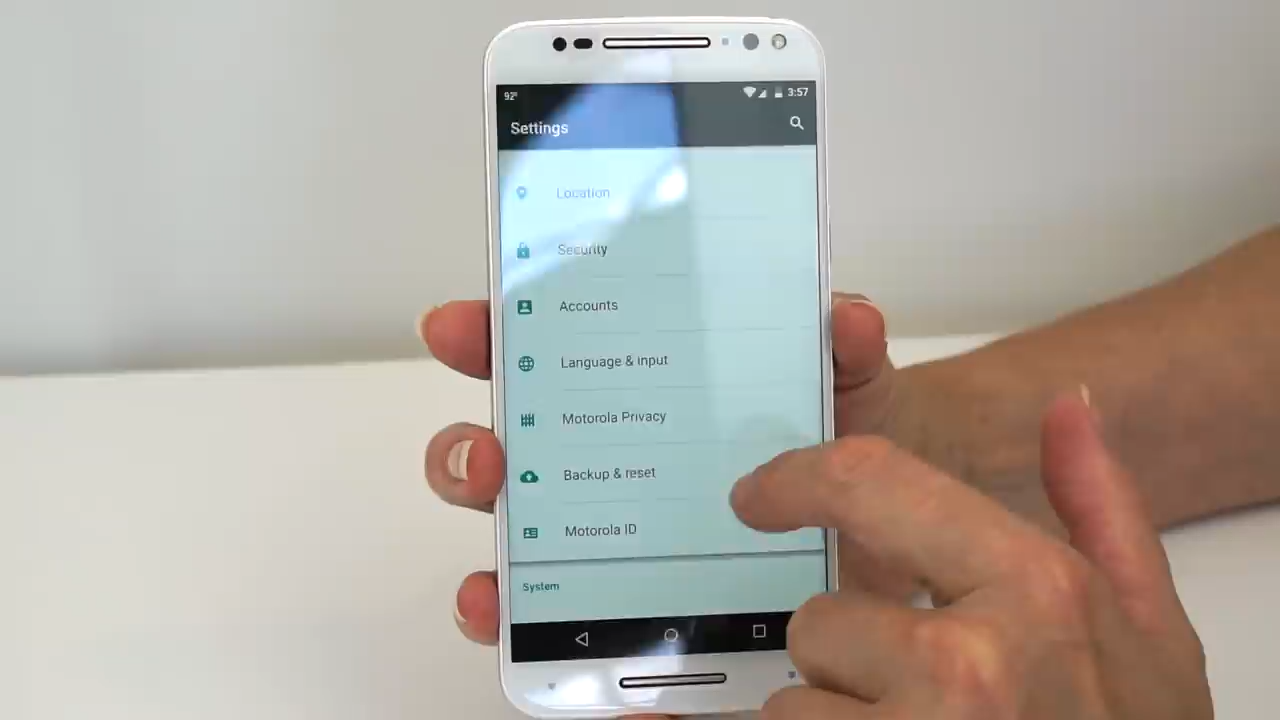 92°
3:57
Settings
Location
Security
Accounts
Language & input
Motorola Privacy
Backup & reset
Motorola ID
System